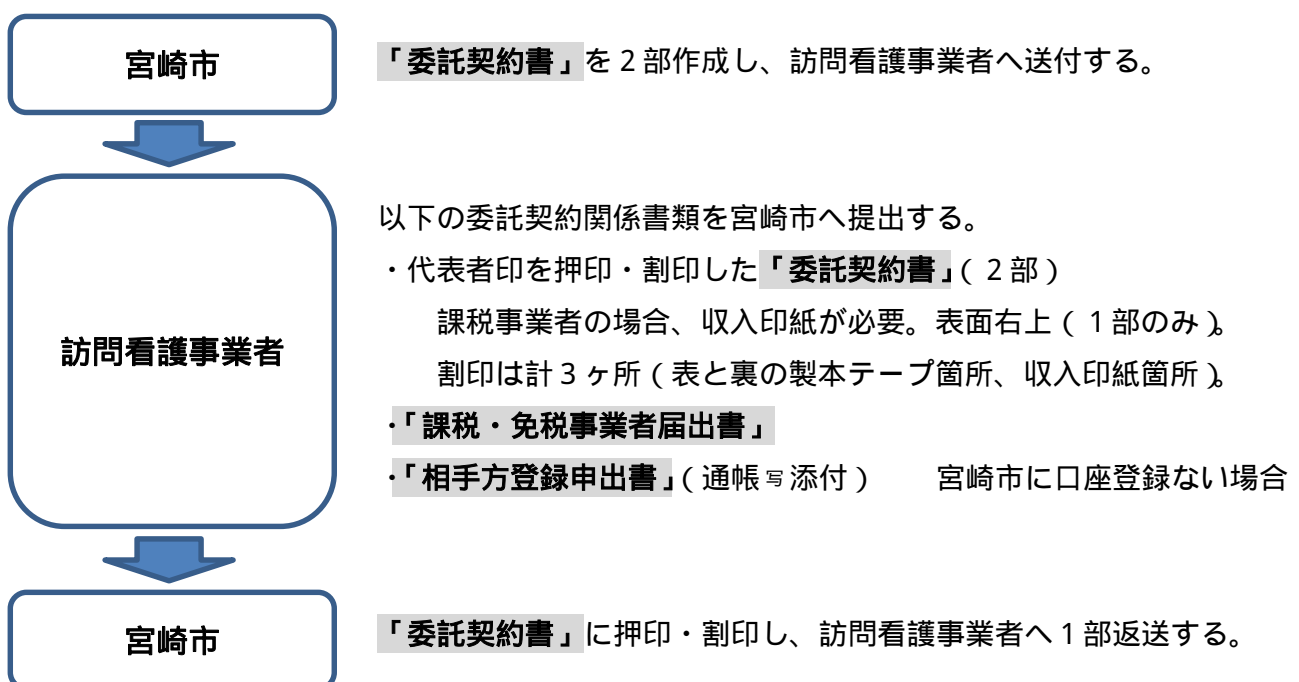 宮崎市
「委託契約書」を２部作成し、訪問看護事業者へ送付する。
訪問看護事業者
以下の委託契約関係書類を宮崎市へ提出する。
・代表者印を押印・割印した「委託契約書」（２部）
課税事業者の場合、収入印紙が必要。表面右上（１部のみ）。
割印は計３ヶ所（表と裏の製本テープ箇所、収入印紙箇所）。
・「課税・免税事業者届出書」
・「相手方登録申出書」（通帳写添付）　　宮崎市に口座登録ない場合
宮崎市
「委託契約書」に押印・割印し、訪問看護事業者へ１部返送する。